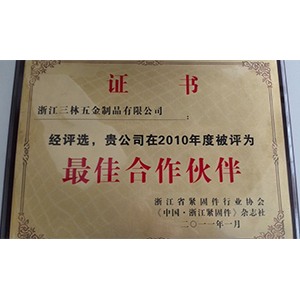 证 书
浙江三林五金制品有限公司：
经评选，贵公司在2010年度被评为
最佳合作伙伴
浙江省紧固件行业协会
《中国·浙江紧固件》杂志社
二〇一一年一月